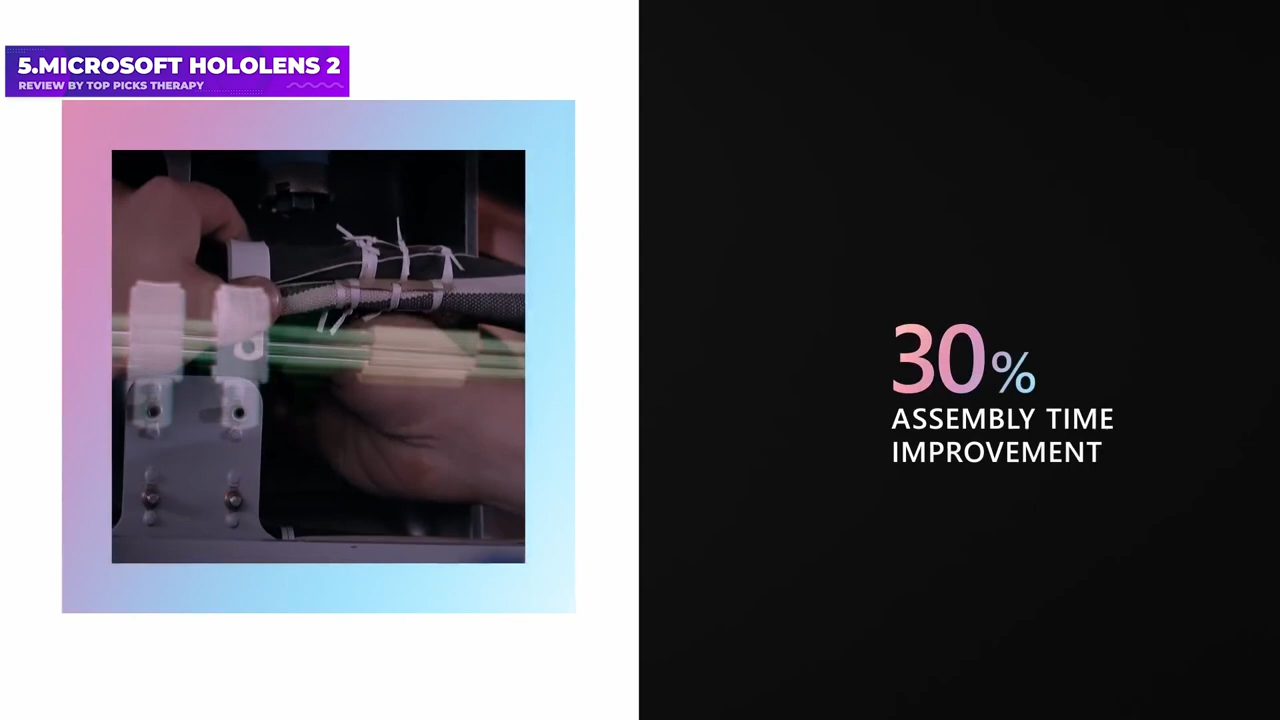 5.MICROSOFT HOLOLENS 2
REVIEW BY TOP PICKS THERAPY
30%
ASSEMBLY TIME
IMPROVEMENT